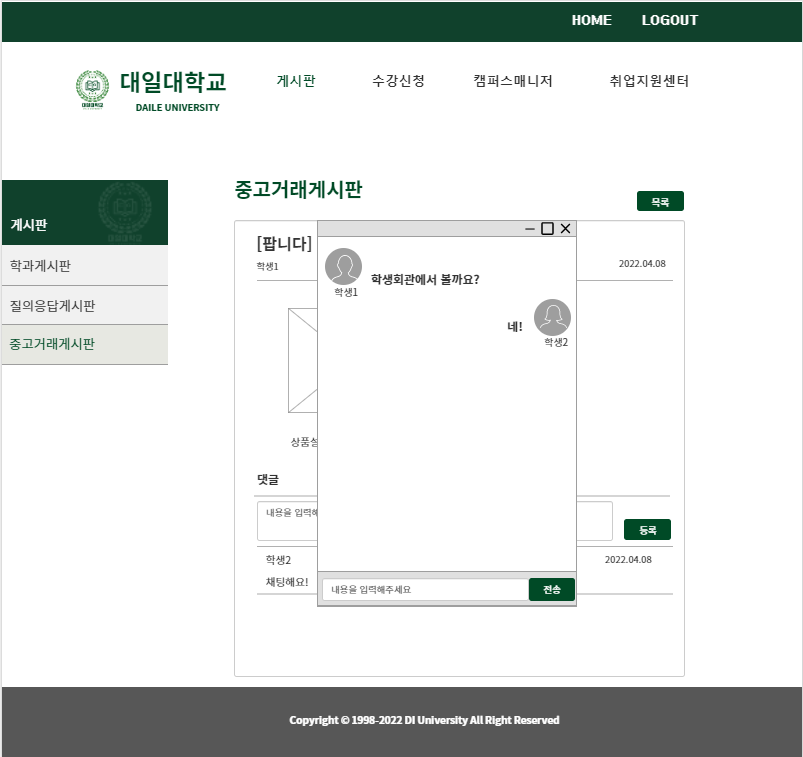 HOME LOGOUT
대일대학교
DAILE UNIVERSITY
게시판 수강신청 캠퍼스매니저 취업지원센터
게시판
학과게시판
질의응답게시판
중고거래게시판
중고거래게시판
목록
[팝니다]
학생1
2022.04.08
상품설
댓글
내용을 입력해
등록
학생2
2022.04.08
채팅해요!
학생1
학생회관에서 볼까요?
네!
학생2
내용을 입력해주세요
전송
Copyright © 1998-2022 DI University All Right Reserved